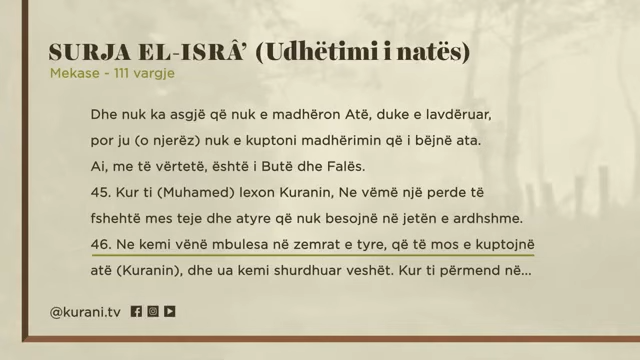 SURJA EL-ISRÂ’ (Udhëtimi i natës)
Mekase - 111 vargje
Dhe nuk ka asgjë që nuk e madhëron Atë, duke e lavdëruar,
por ju (o njerëz) nuk e kuptoni madhërimin që i bëjnë ata.
Ai, me të vërtetë, është i Butë dhe Falës.
45. Kur ti (Muhamed) lexon Kuranin, Ne vëmë një perde të
fshehtë mes teje dhe atyre që nuk besojnë në jetën e ardhshme.
46. Ne kemi vënë mbulesa në zemrat e tyre, që të mos e kuptojnë
atë (Kuranin), dhe ua kemi shurdhuar veshët. Kur ti përmend në...
@kurani.tv